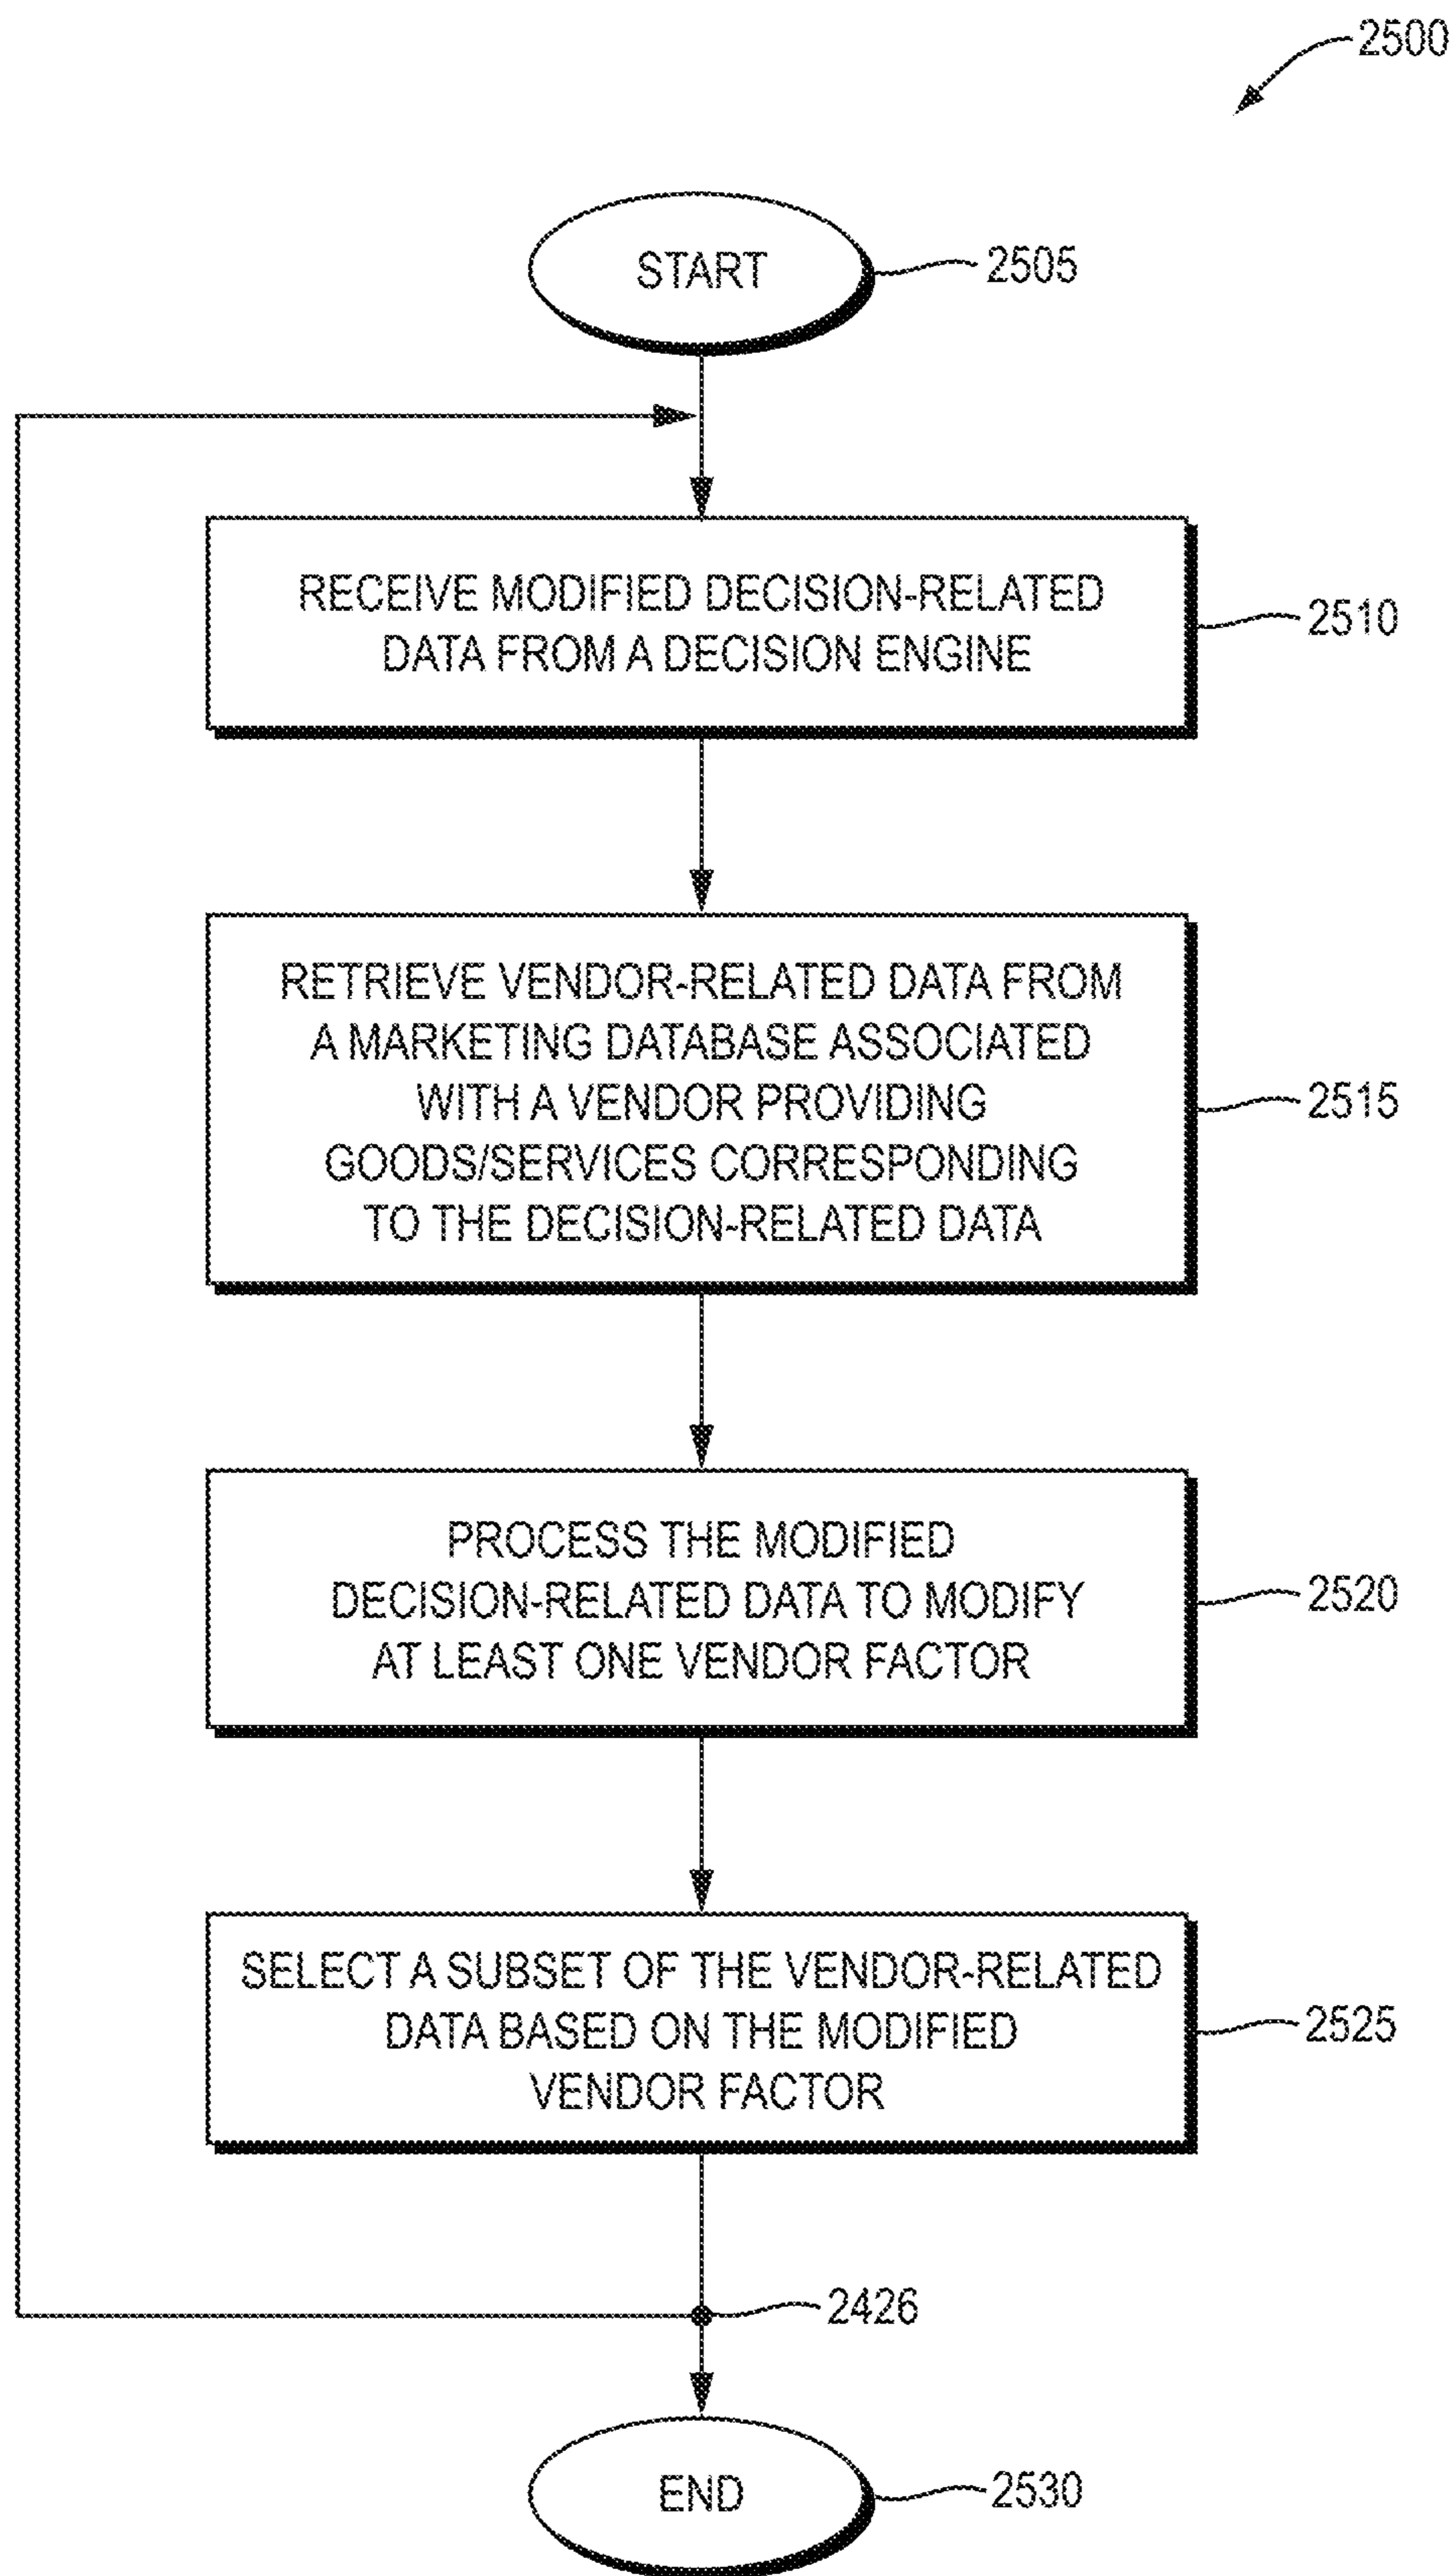 2500
START
2505
RECEIVE MODIFIED DECISION-RELATED
DATA FROM A DECISION ENGINE
2510
RETRIEVE VENDOR-RELATED DATA FROM
A MARKETING DATABASE ASSOCIATED
WITH A VENDOR PROVIDING
GOODS/SERVICES CORRESPONDING
TO THE DECISION-RELATED DATA
2515
PROCESS THE MODIFIED
DECISION-RELATED DATA TO MODIFY
AT LEAST ONE VENDOR FACTOR
2520
SELECT A SUBSET OF THE VENDOR-RELATED
DATA BASED ON THE MODIFIED
VENDOR FACTOR
2525
2426
END
2530